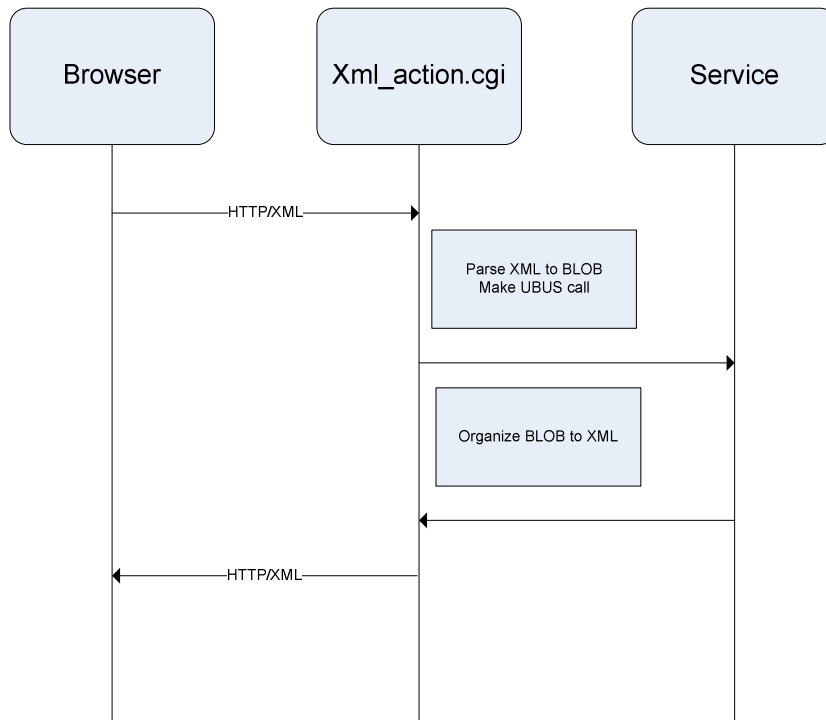 Browser
Xml_action.cgi
Service
HTTP/XML
Parse XML to BLOB
Make UBUS call
Organize BLOB to XML
HTTP/XML